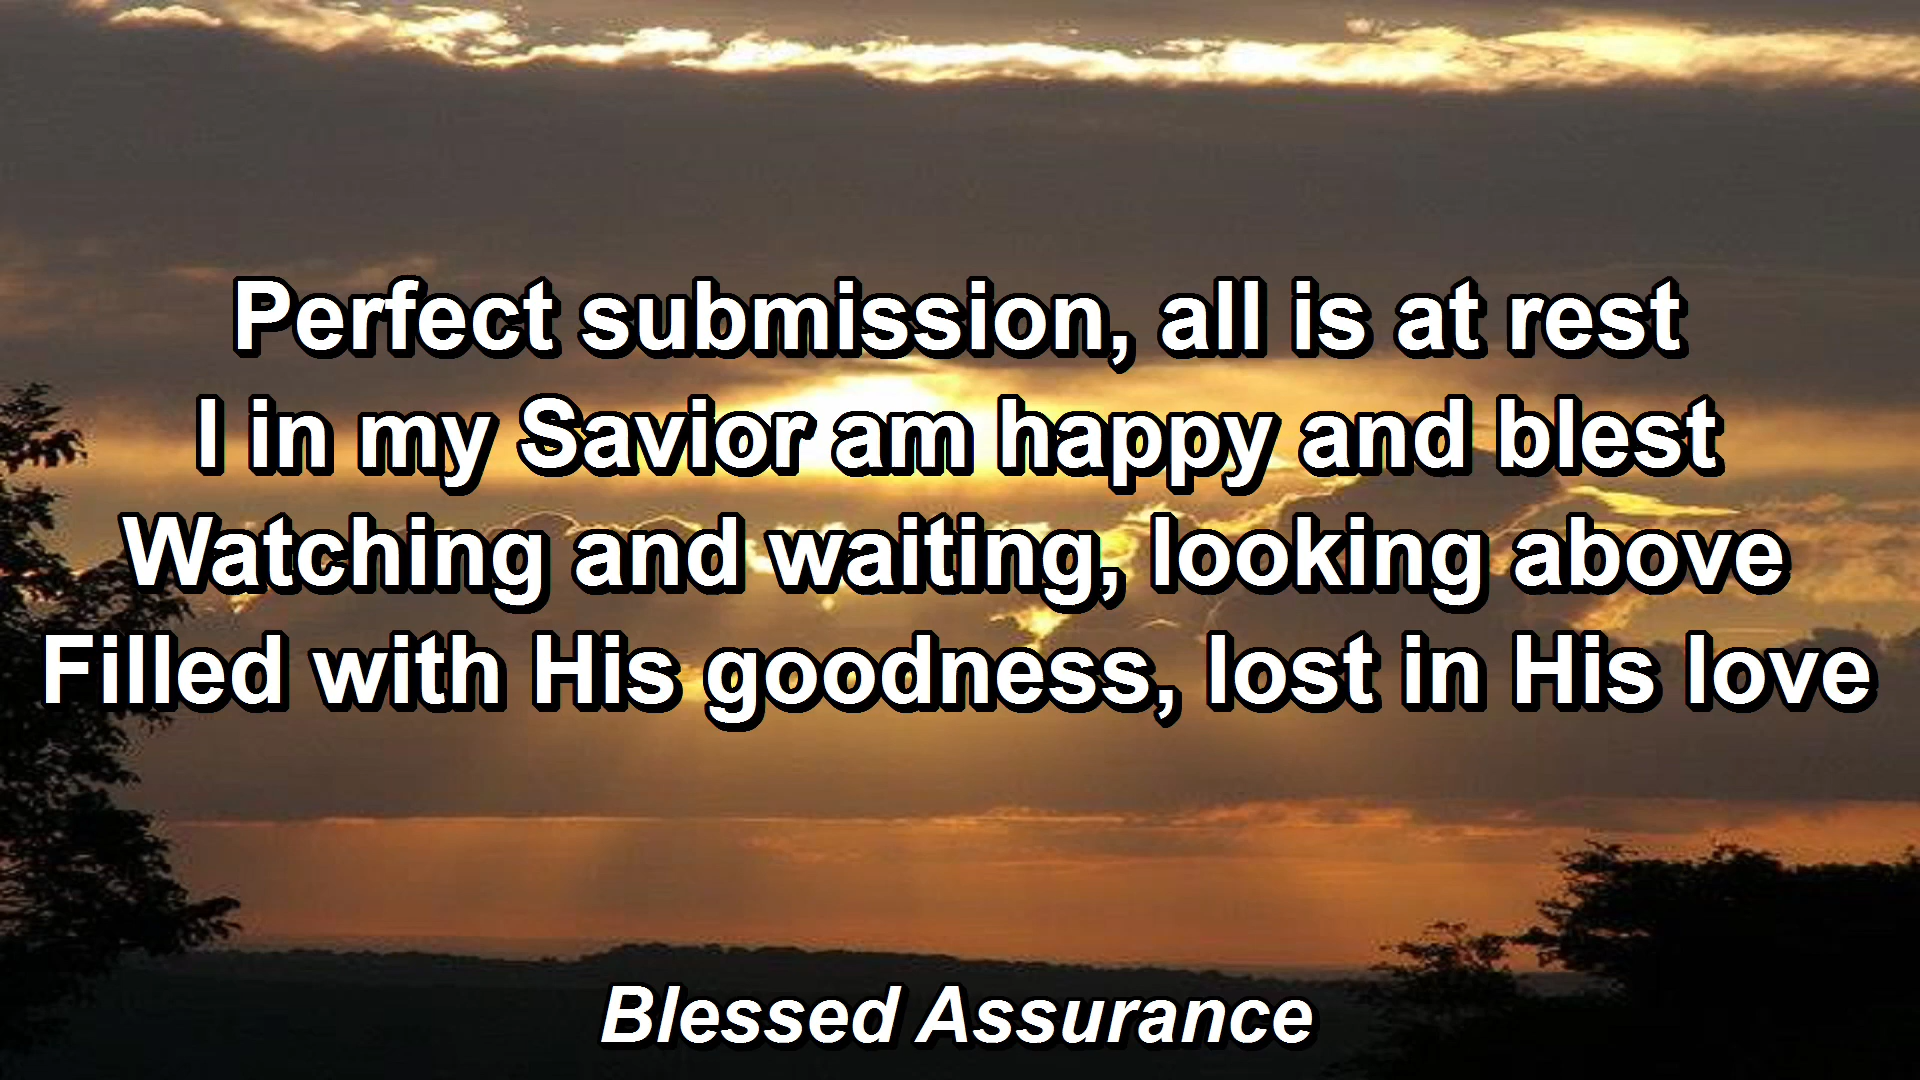 Perfect submission, all is at rest
I in my Savior am happy and blest
Watching and waiting, looking above
Filled with His goodness, lost in His love
Blessed Assurance